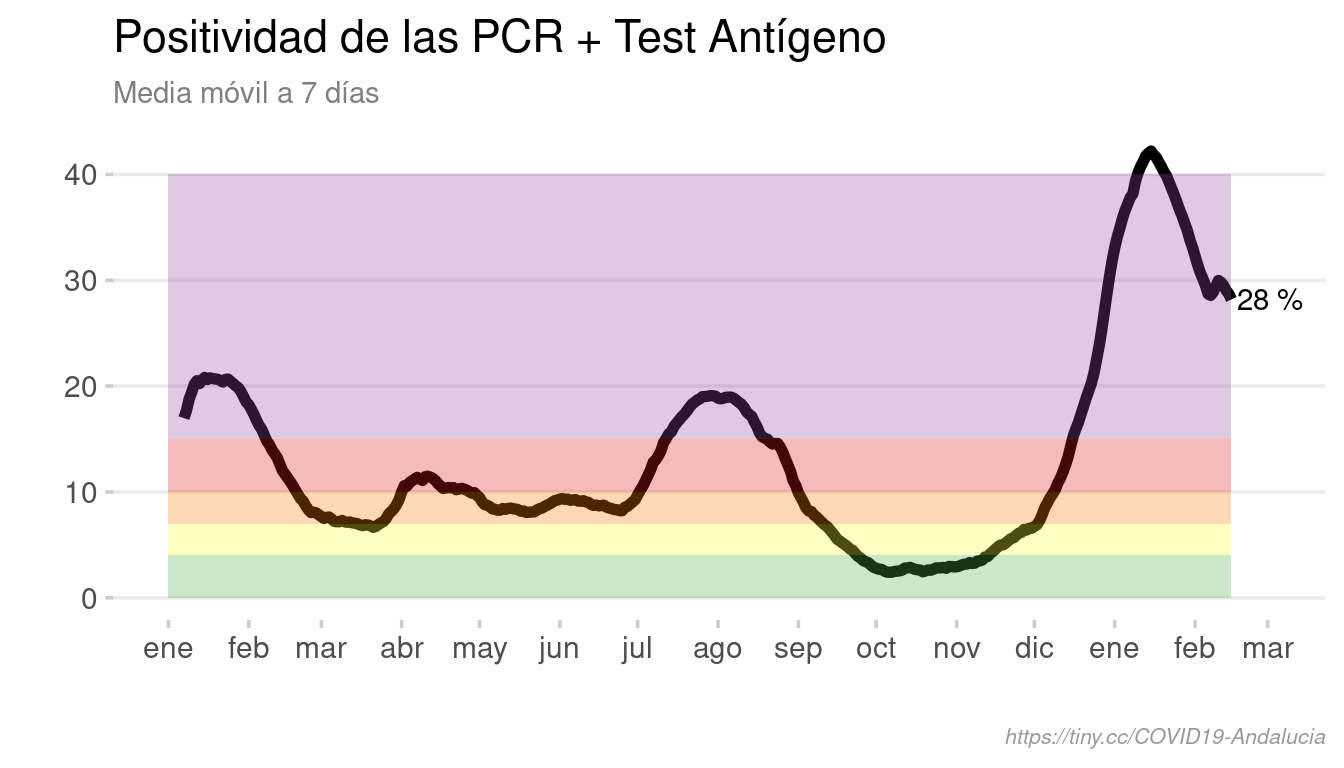 Positividad de las PCR + Test Antígeno
Media móvil a 7 días
40
30
20
10
0
28 %
ene feb mar abr may jun jul ago sep oct nov dic ene feb mar
https://tiny.cc/COVID19-Andalucia